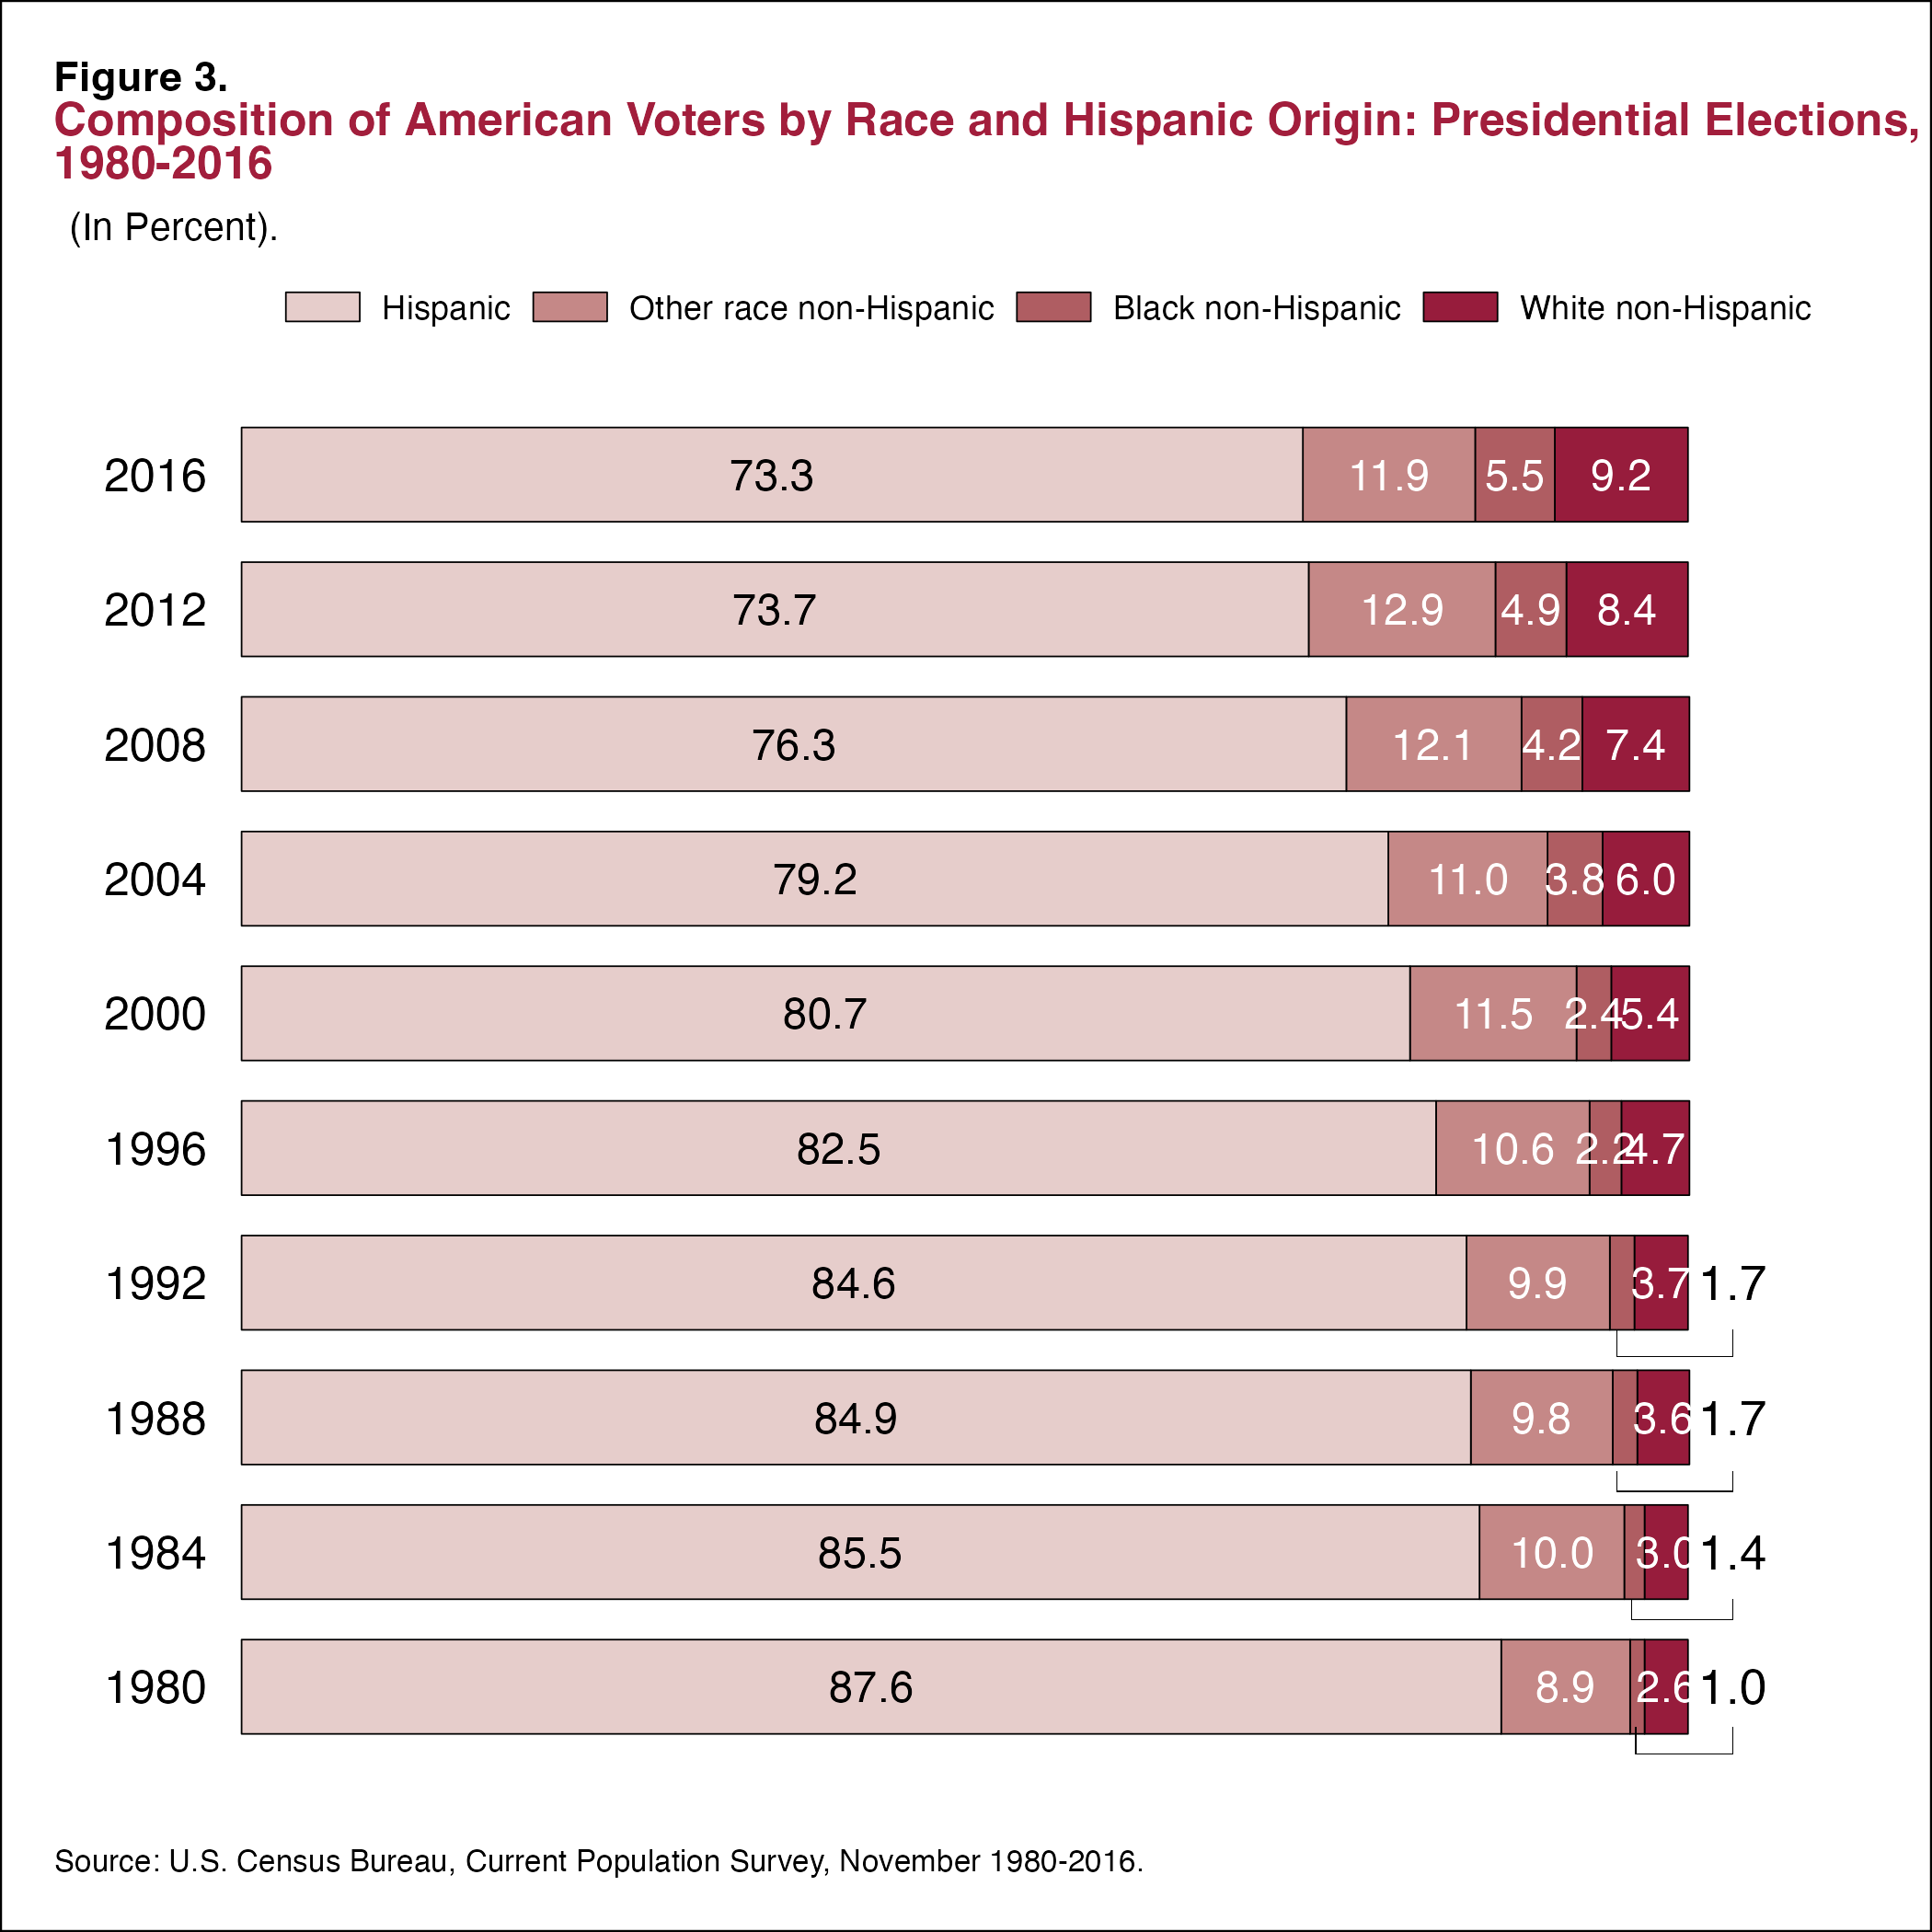 Figure 3.
Composition of American Voters by Race and Hispanic Origin: Presidential Elections,
1980-2016
(In Percent).
Hispanic Other race non-Hispanic Black non-Hispanic White non-Hispanic
2016 73.3 11.9 5.5 9.2
2012 73.7 12.9 4.9 8.4
2008 76.3 12.1 4.2 7.4
2004 79.2 11.0 3.8 6.0
2000 80.7 11.5 2.4 5.4
1996 82.5 10.6 2.2 4.7
1992 84.6 9.9 3.7 1.7
1988 84.9 9.8 3.6 1.7
1984 85.5 10.0 3.0 1.4
1980 87.6 8.9 2.6 1.0
Source: U.S. Census Bureau, Current Population Survey, November 1980-2016.